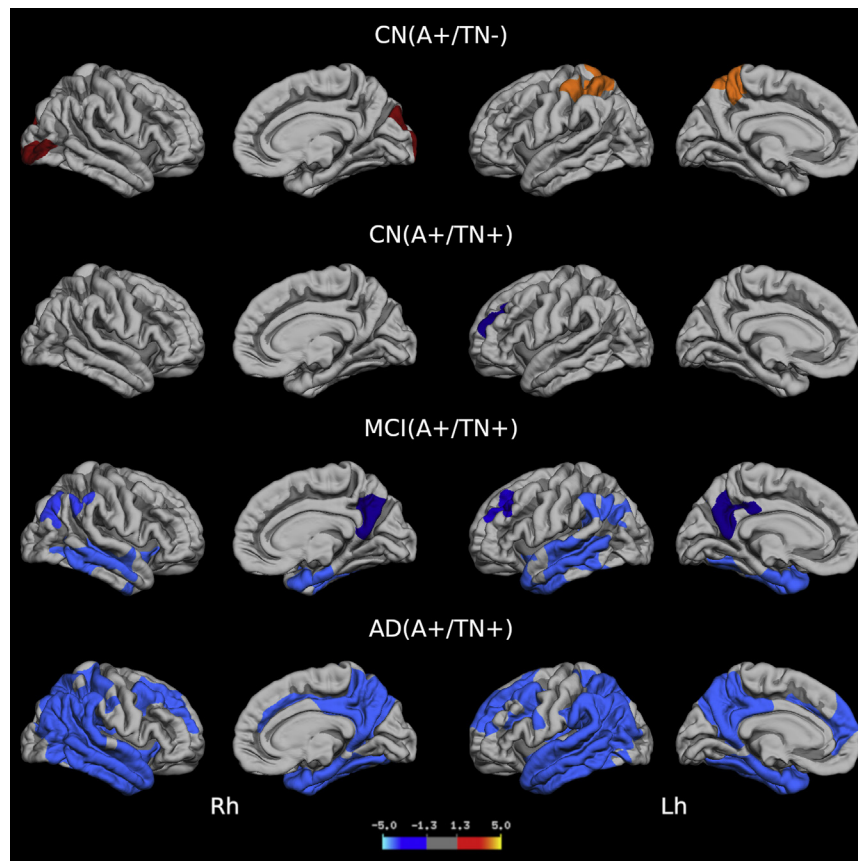 CN(A+/TN-)
CN(A+/TN+)
MCI(A+/TN+)
AD(A+/TN+)
Rh Lh
-5.0 -1.3 1.3 5.0